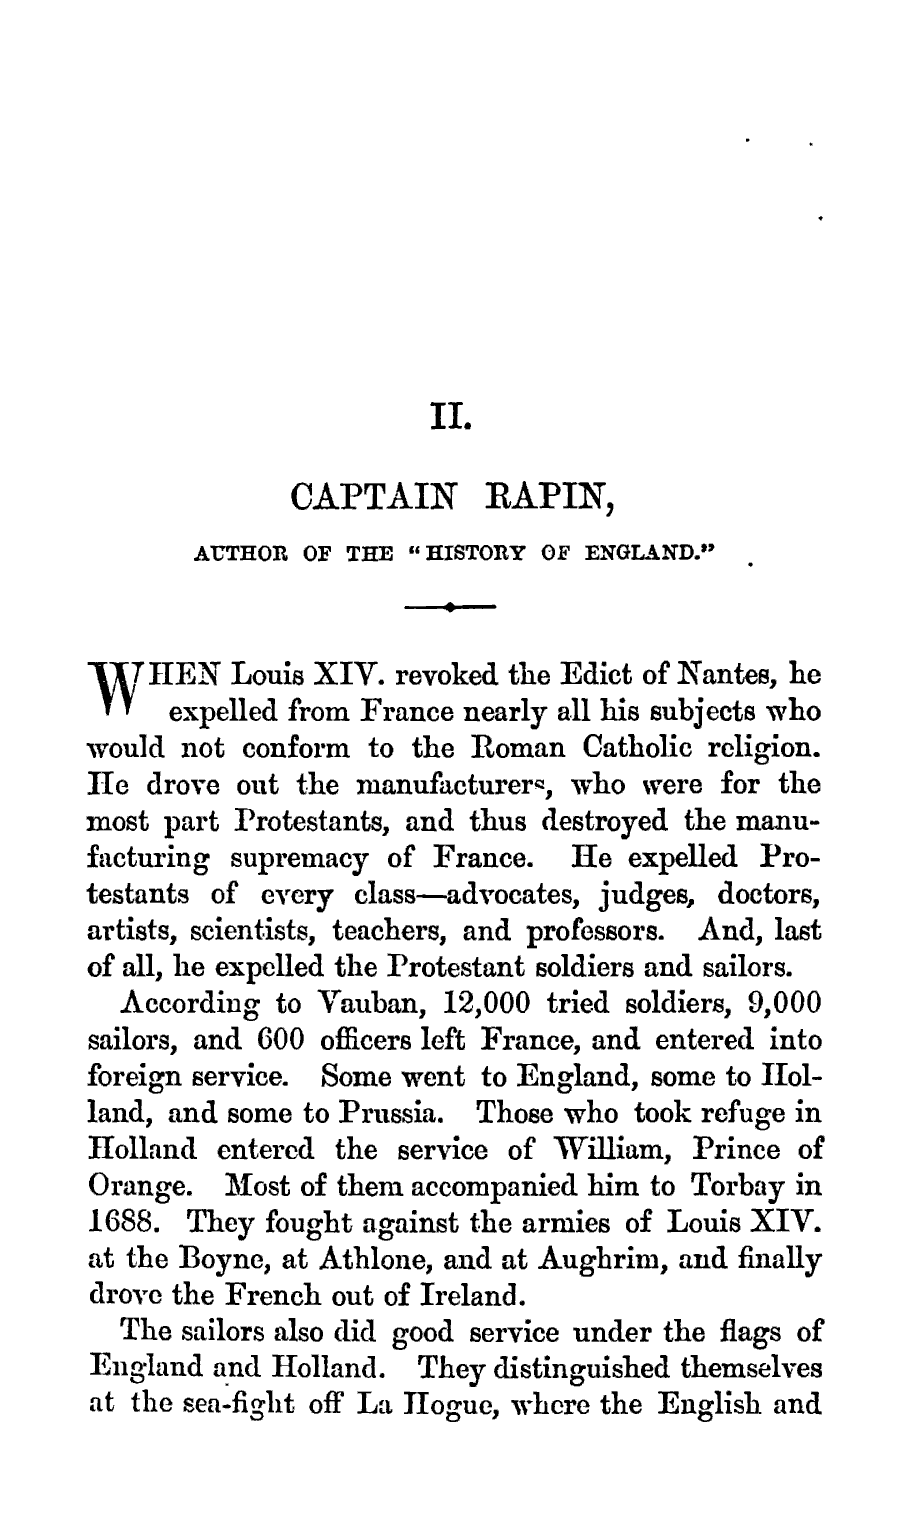 II.
CAPTAIN RAPIN,
AUTHOR OF THE “HISTORY OF ENGLAND.”
WHEN Louis XIV. revoked the Edict of Nantes, he
expelled from France nearly all his subjects who
would not conform to the Roman Catholic religion.
He drove out the manufacturers, who were for the
most part Protestants, and thus destroyed the manu-
facturing supremacy of France. He expelled Pro-
testants of every class—advocates, judges, doctors,
artists, scientists, teachers, and professors. And, last
of all, he expelled the Protestant soldiers and sailors.
According to Vauban, 12,000 tried soldiers, 9,000
sailors, and 600 officers left France, and entered into
foreign service. Some went to England, some to Hol-
land, and some to Prussia. Those who took refuge in
Holland entered the service of William, Prince of
Orange. Most of them accompanied him to Torbay in
1688. They fought against the armies of Louis XIV.
at the Boyne, at Athlone, and at Aughrim, and finally
drove the French out of Ireland.
The sailors also did good service under the flags of
England and Holland. They distinguished themselves
at the sea-fight off La Hogue, where the English and